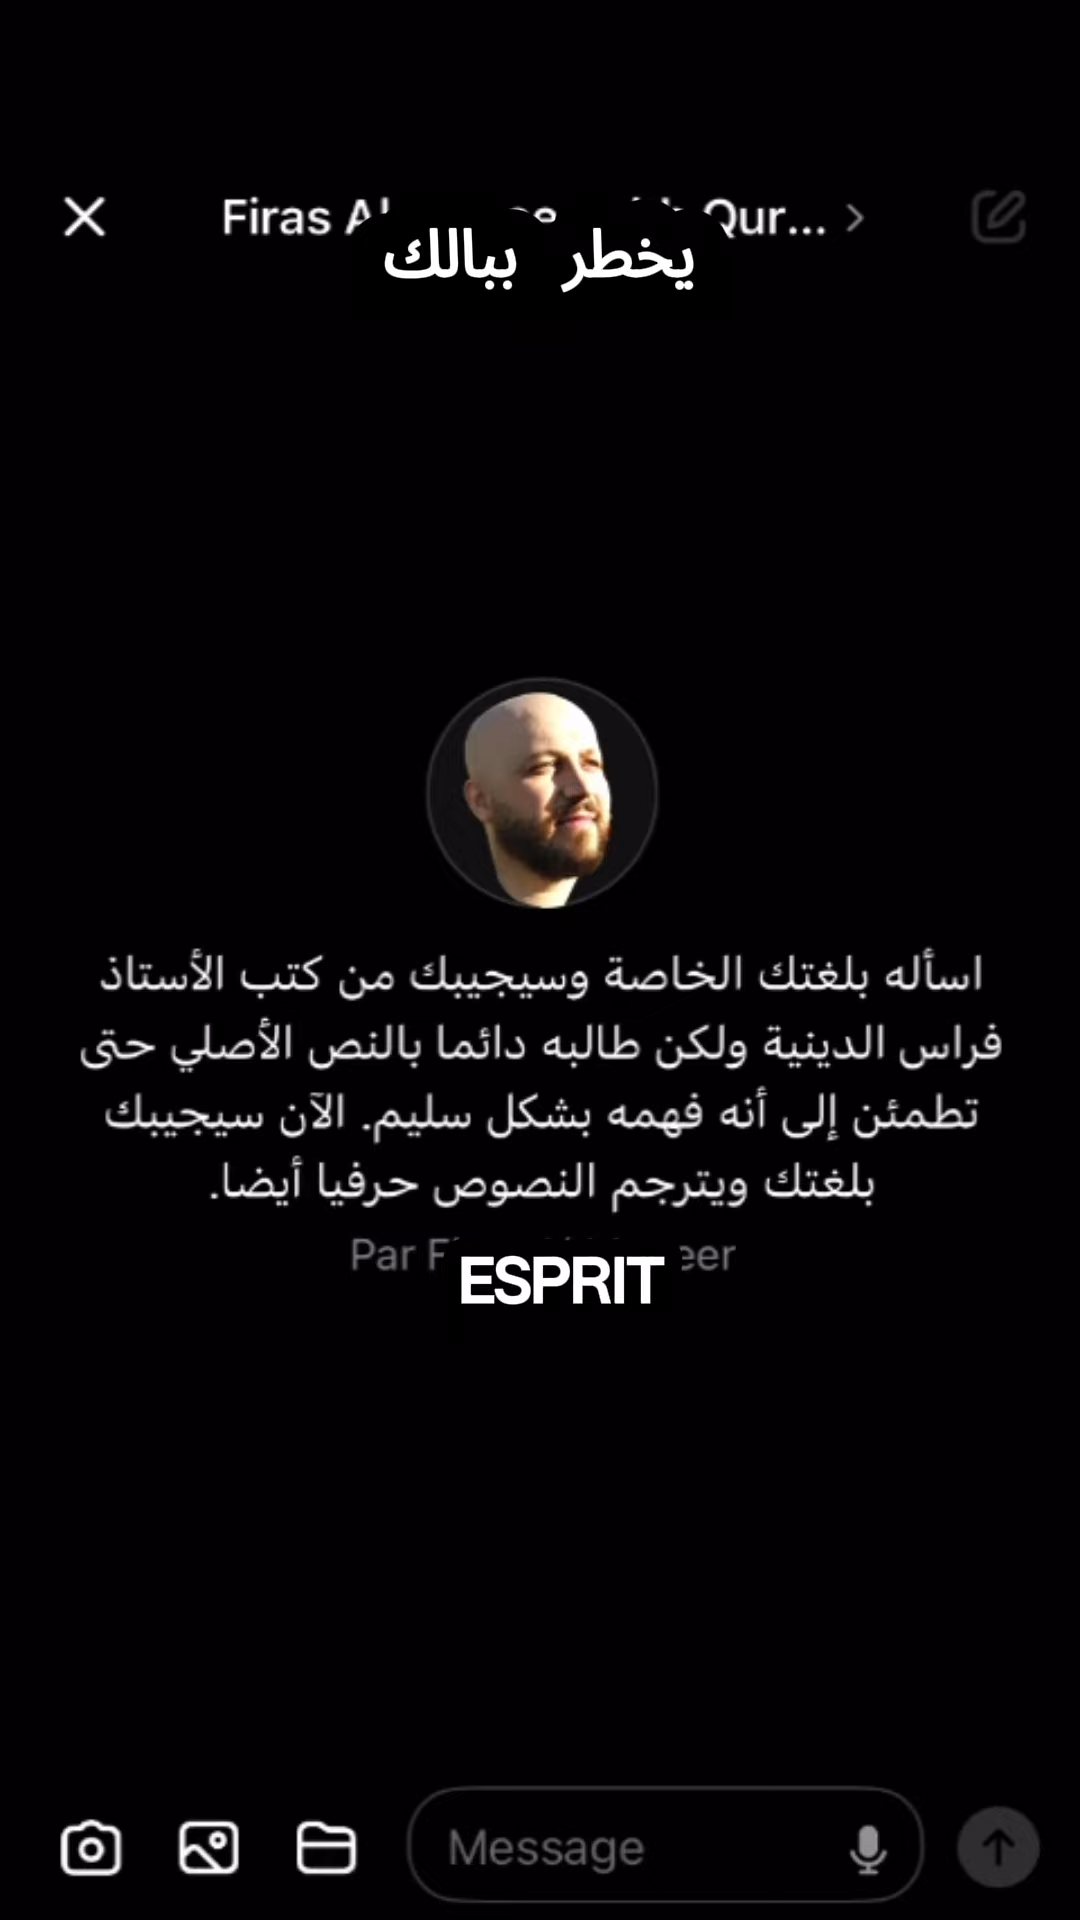 Firas Qur...
يخطر ببالك
اسأله بلغتك الخاصة وسيجيبك من كتب الأستاذ
فراس الدينية ولكن طالبه دائما بالنص الأصلي حتى
تطمئن إلى أنه فهمه بشكل سليم. الآن سيجيبك
بلغتك ويترجم النصوص حرفيا أيضا.
Par
ESPRIT
Message